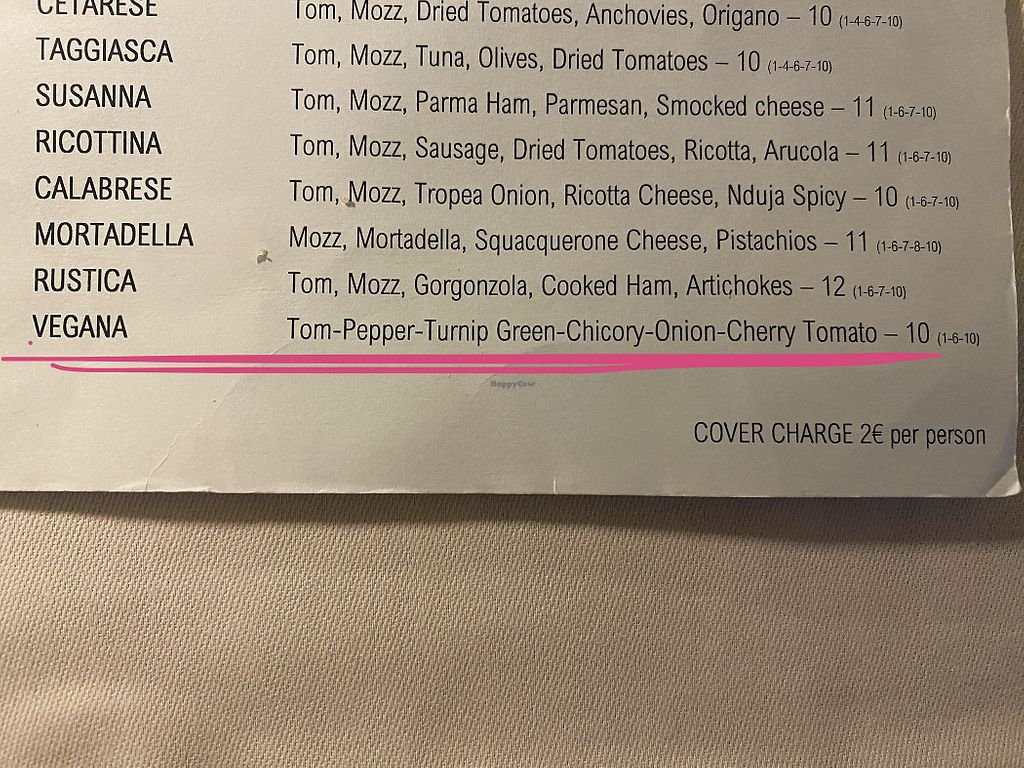 CETARESE Tom, Mozz, Dried Tomatoes, Anchovies, Origano – 10 (1-4-6-7-10)
TAGGIASCA Tom, Mozz, Tuna, Olives, Dried Tomatoes – 10 (1-4-6-7-10)
SUSANNA Tom, Mozz, Parma Ham, Parmesan, Smocked cheese – 11 (1-6-7-10)
RICOTTINA Tom, Mozz, Sausage, Dried Tomatoes, Ricotta, Arucola – 11 (1-6-7-10)
CALABRESE Tom, Mozz, Tropea Onion, Ricotta Cheese, Nduja Spicy – 10 (1-6-7-10)
MORTADELLA Mozz, Mortadella, Squacquerone Cheese, Pistachios – 11 (1-6-7-8-10)
RUSTICA Tom, Mozz, Gorgonzola, Cooked Ham, Artichokes – 12 (1-6-7-10)
VEGANA Tom-Pepper-Turnip Green-Chicory-Onion-Cherry Tomato – 10 (1-6-10)
HappyCow
COVER CHARGE 2€ per person